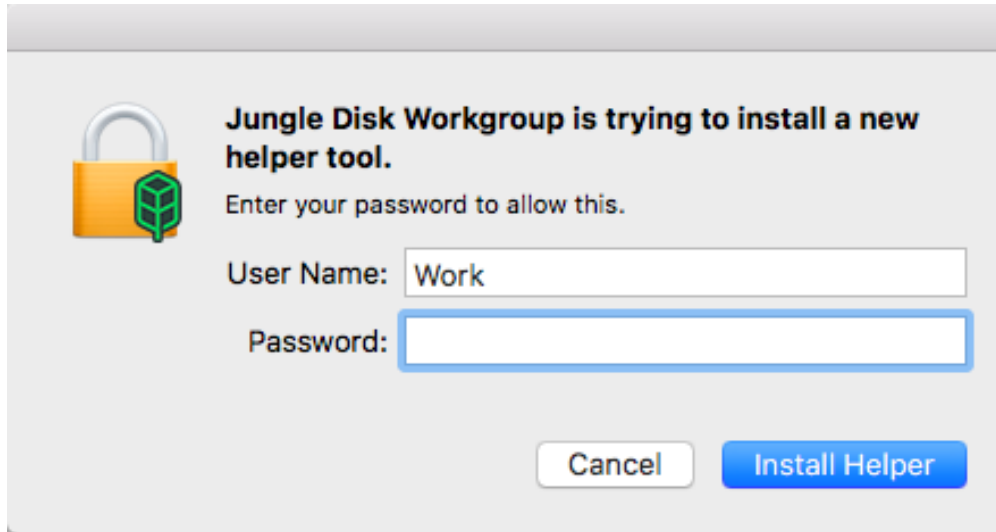 Jungle Disk Workgroup is trying to install a new
helper tool.
Enter your password to allow this.
User Name: Work
Password:
Cancel Install Helper